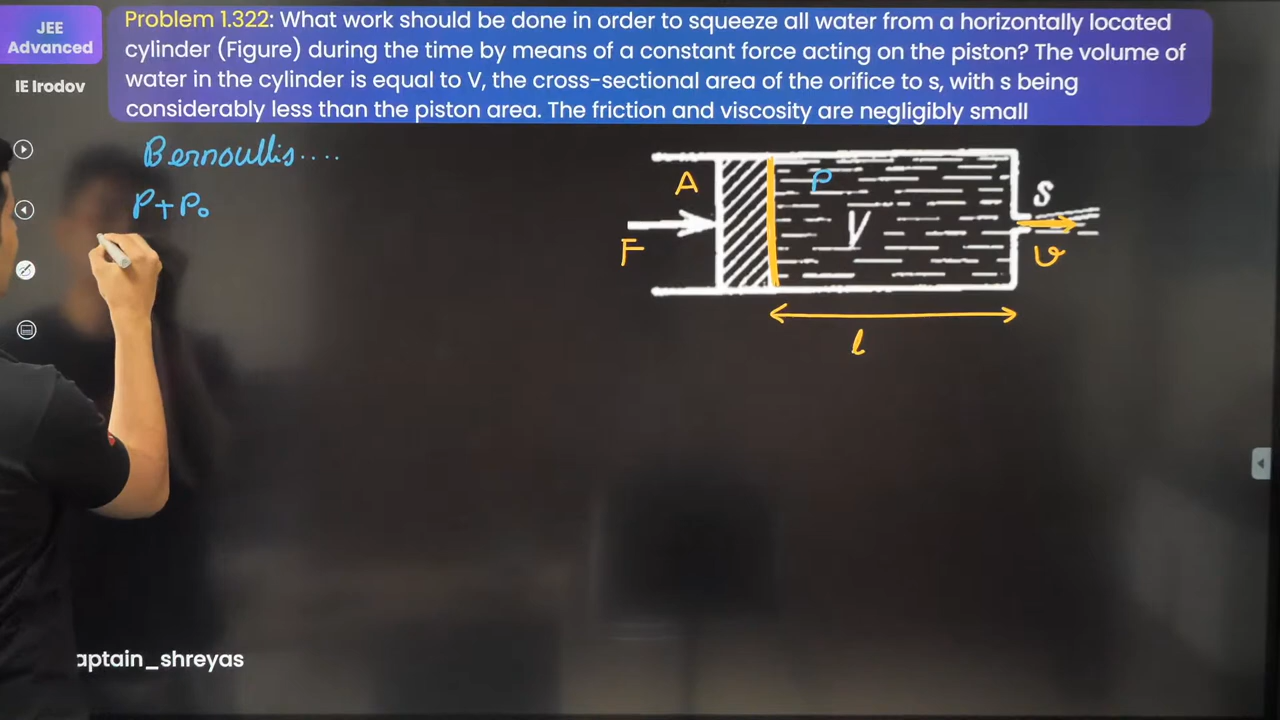 JEE
Advanced
IE Irodov
Problem 1.322: What work should be done in order to squeeze all water from a horizontally located
cylinder (Figure) during the time by means of a constant force acting on the piston? The volume of
water in the cylinder is equal to V, the cross-sectional area of the orifice to s, with s being
considerably less than the piston area. The friction and viscosity are negligibly small
Bernoullis....
P+P₀
A
P
S
F
V
v
l
aptain_shreyas